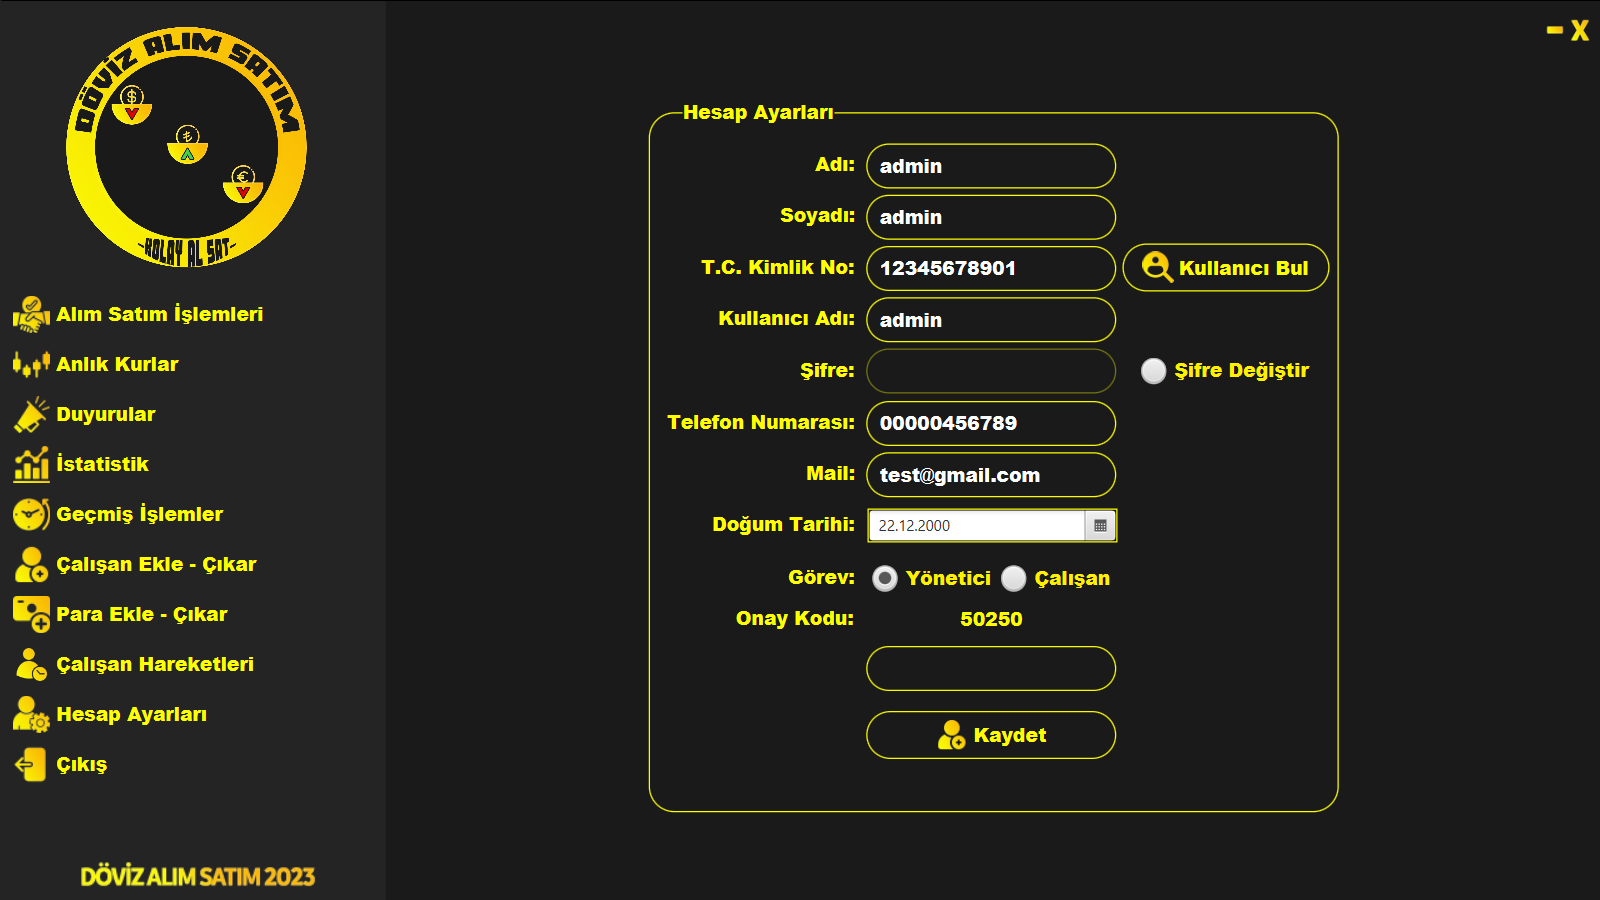 DÖVİZ ALIM SATIM
-KOLAY AL SAT-
Alım Satım İşlemleri
Anlık Kurlar
Duyurular
İstatistik
Geçmiş İşlemler
Çalışan Ekle - Çıkar
Para Ekle - Çıkar
Çalışan Hareketleri
Hesap Ayarları
Çıkış
DÖVİZ ALIM SATIM 2023
- X
Hesap Ayarları
Adı: admin
Soyadı: admin
T.C. Kimlik No: 12345678901 Kullanıcı Bul
Kullanıcı Adı: admin
Şifre: Şifre Değiştir
Telefon Numarası: 00000456789
Mail: test@gmail.com
Doğum Tarihi: 22.12.2000
Görev: Yönetici Çalışan
Onay Kodu: 50250
Kaydet